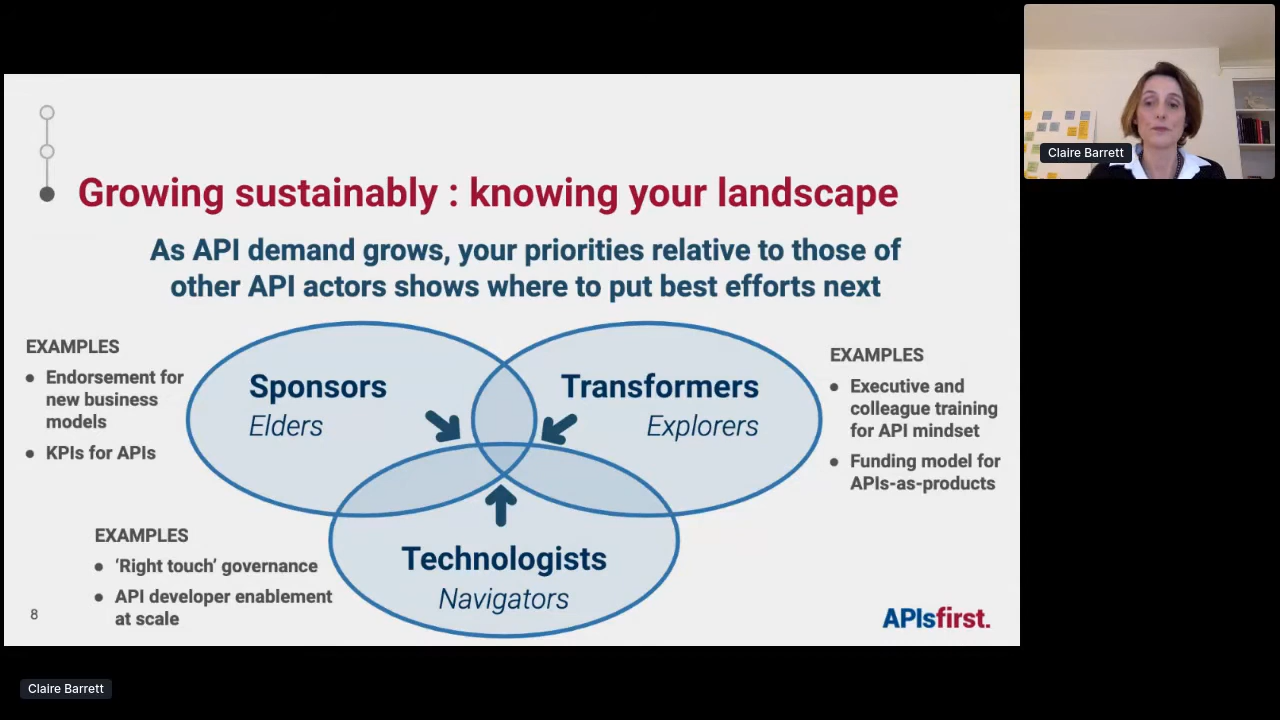 Claire Barrett
Growing sustainably : knowing your landscape
As API demand grows, your priorities relative to those of
other API actors shows where to put best efforts next
EXAMPLES
• Endorsement for
new business
models
• KPIs for APIs
Sponsors
Elders
Transformers
Explorers
EXAMPLES
• Executive and
colleague training
for API mindset
• Funding model for
APIs-as-products
EXAMPLES
• ‘Right touch’ governance
• API developer enablement
at scale
Technologists
Navigators
8
APIsfirst.
Claire Barrett